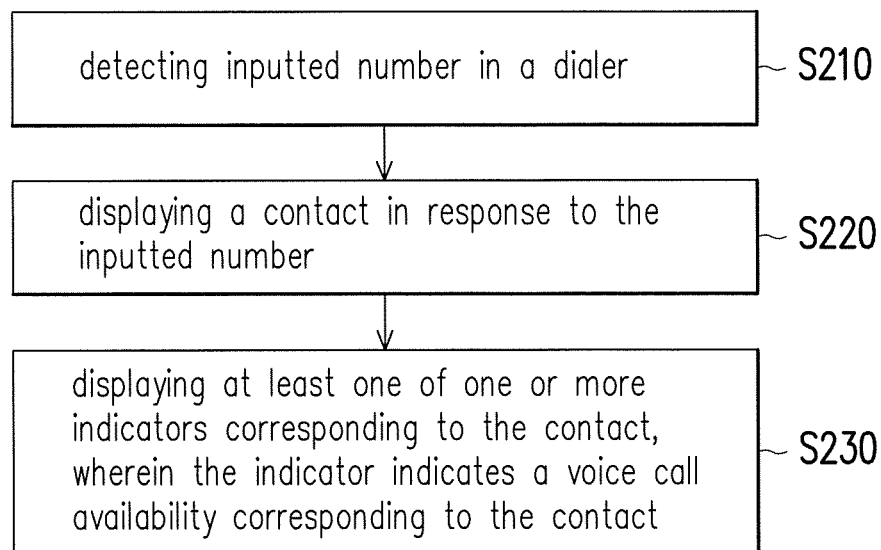 detecting inputted number in a dialer
S210
displaying a contact in response to the
inputted number
S220
displaying at least one of one or more
indicators corresponding to the contact,
wherein the indicator indicates a voice call
availability corresponding to the contact
S230